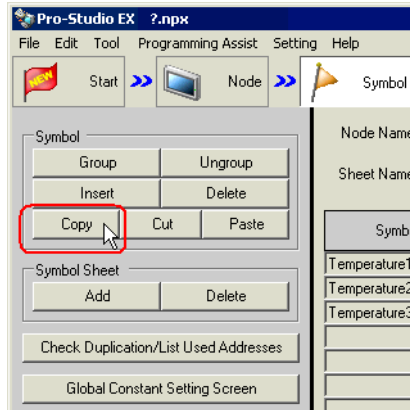 Pro-Studio EX ?.npx
File Edit Tool Programming Assist Setting Help
NEW Start Node Symbol
Symbol
Group Ungroup
Insert Delete
Copy Cut Paste
Symbol Sheet
Add Delete
Check Duplication/List Used Addresses
Global Constant Setting Screen
Node Name
Sheet Name
Symb
Temperature1
Temperature2
Temperature3